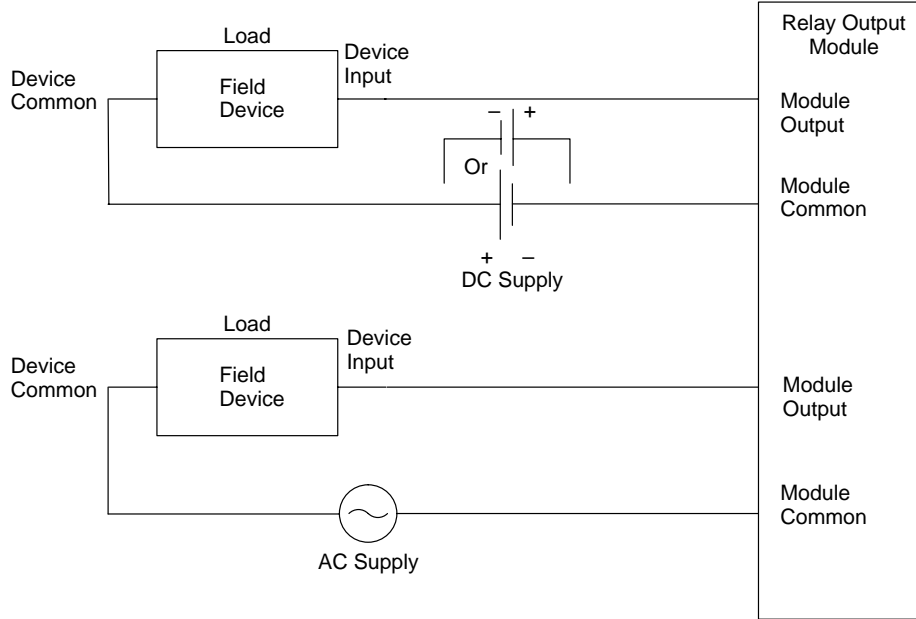 Relay Output
Module
Load
Device
Input
Device
Common
Field
Device
Module
Output
– +
Or
Module
Common
+ –
DC Supply
Load
Device
Input
Device
Common
Field
Device
Module
Output
Module
Common
AC Supply